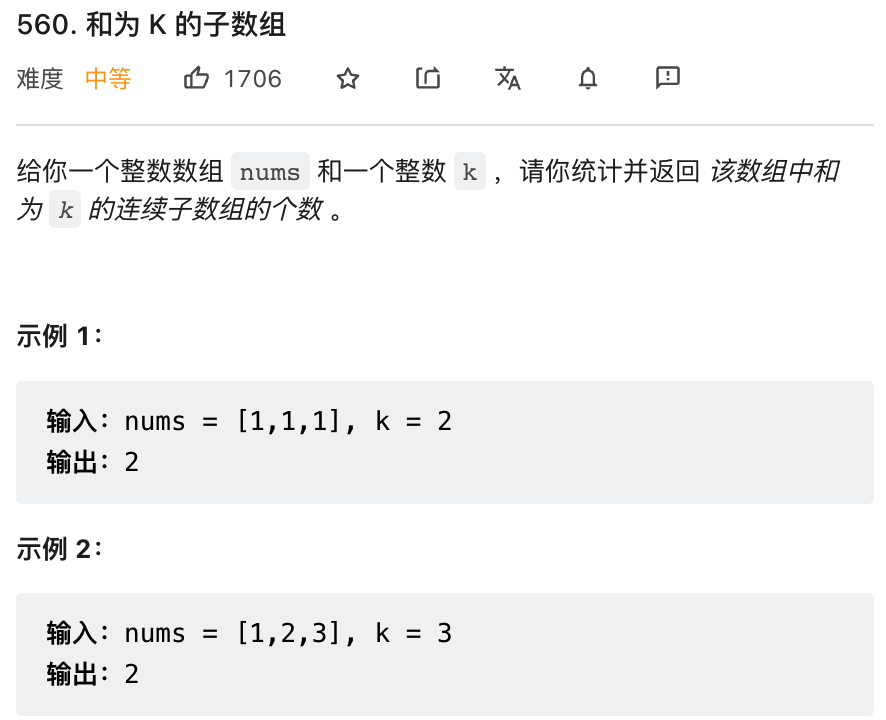 560. 和为 K 的子数组
难度 中等 1706
给你一个整数数组 nums 和一个整数 k ，请你统计并返回 该数组中和
为 k 的连续子数组的个数 。
示例 1：
输入：nums = [1,1,1], k = 2
输出：2
示例 2：
输入：nums = [1,2,3], k = 3
输出：2